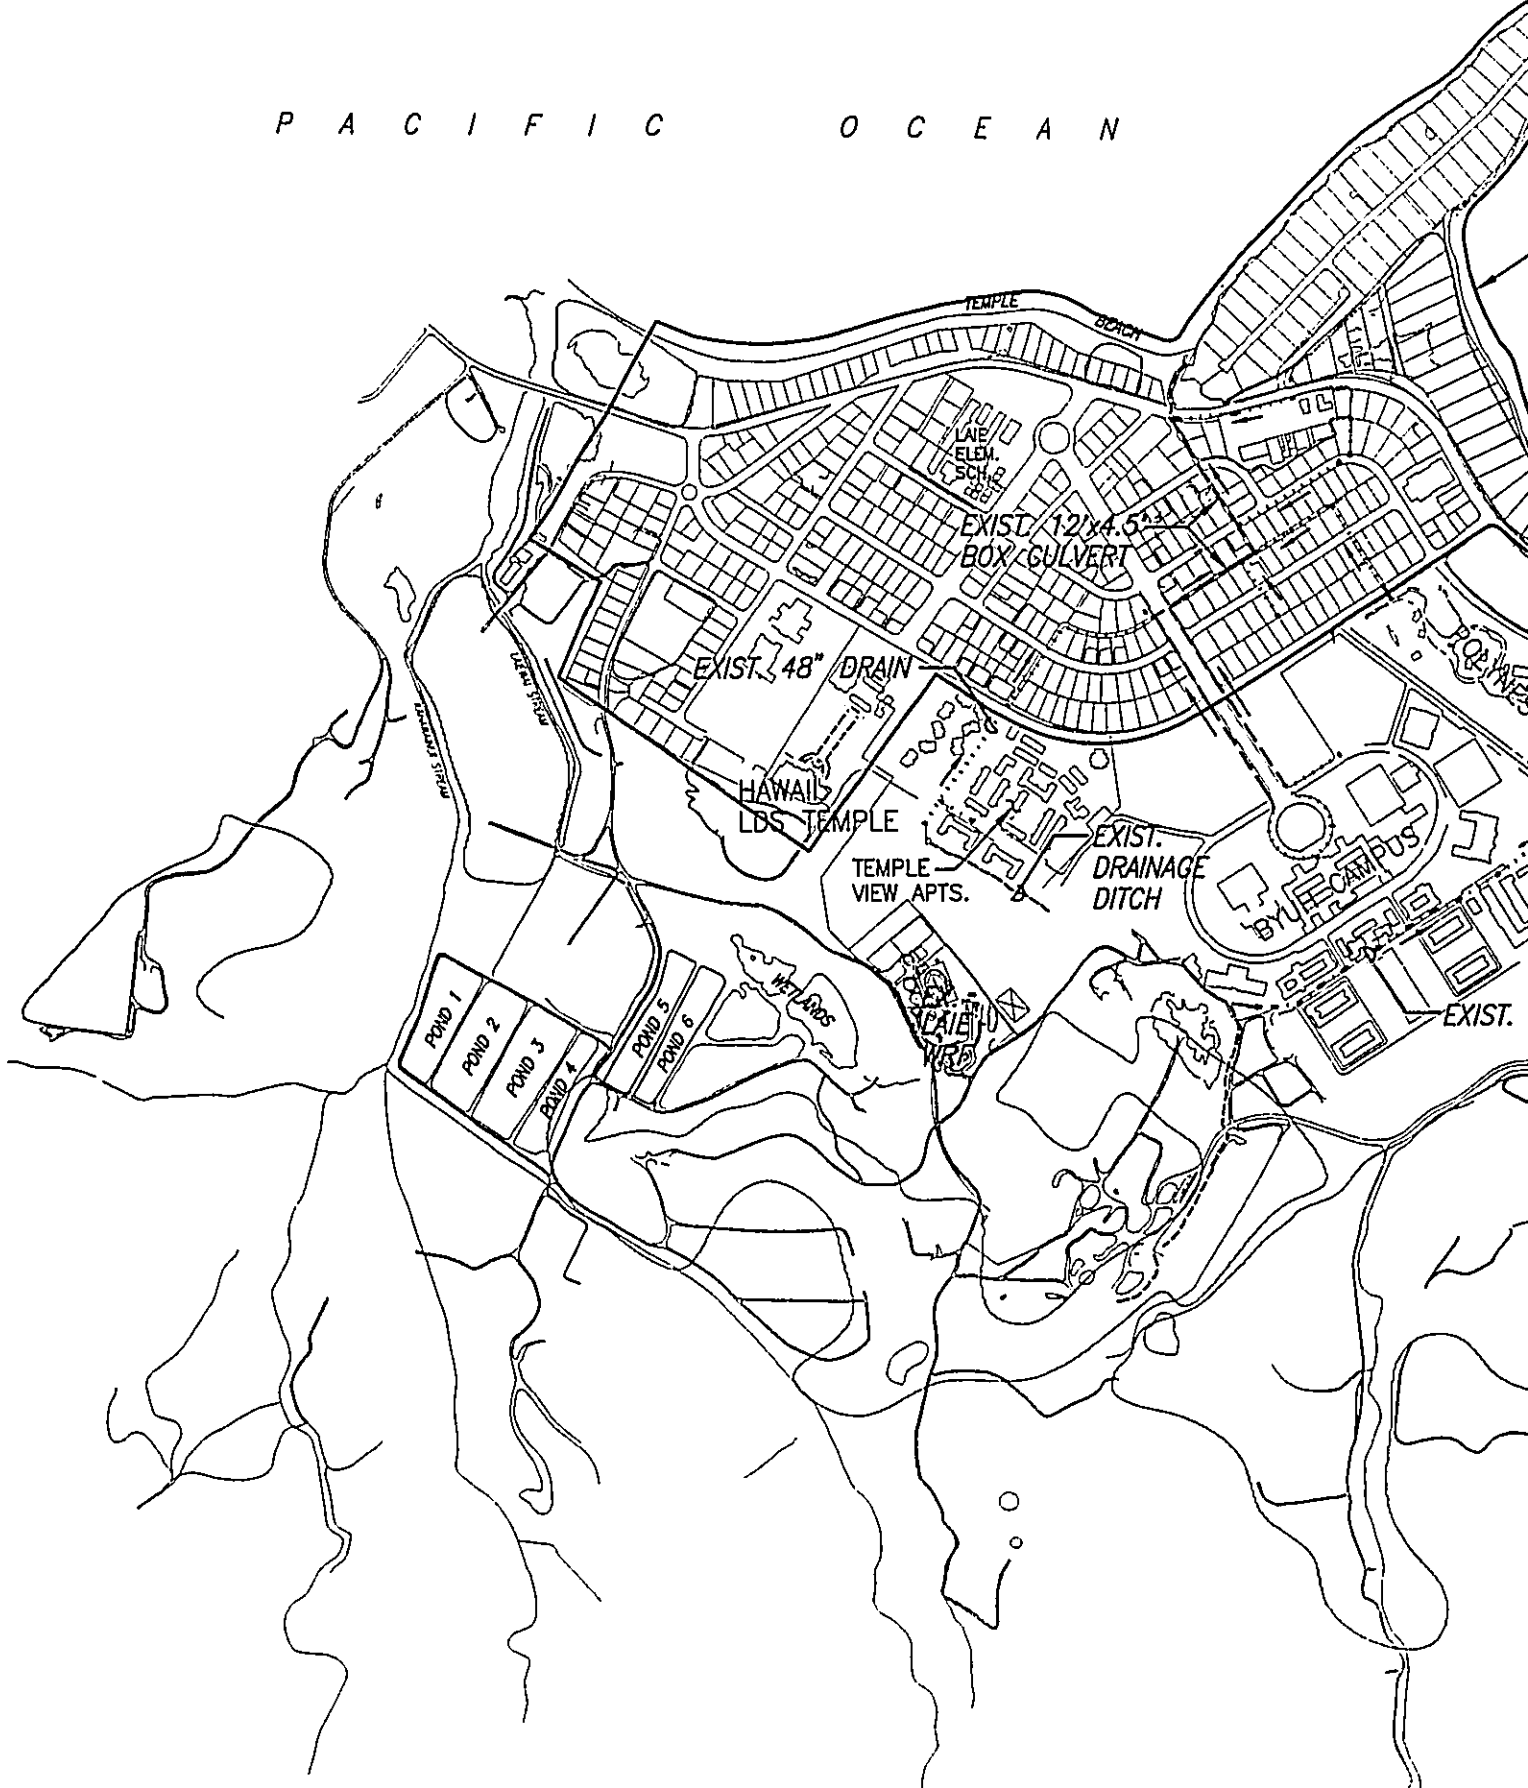 PACIFIC OCEAN
TEMPLE BEACH
LAIE
ELEM.
SCH.
EXIST. 12'x4.5'
BOX CULVERT
EXIST. 48" DRAIN
HAWAII
LDS TEMPLE
TEMPLE
VIEW APTS.
EXIST.
DRAINAGE
DITCH
BYUH CAMPUS
EXIST.
WETLANDS
LAIE
WRF
POND 1
POND 2
POND 3
POND 4
POND 5
POND 6